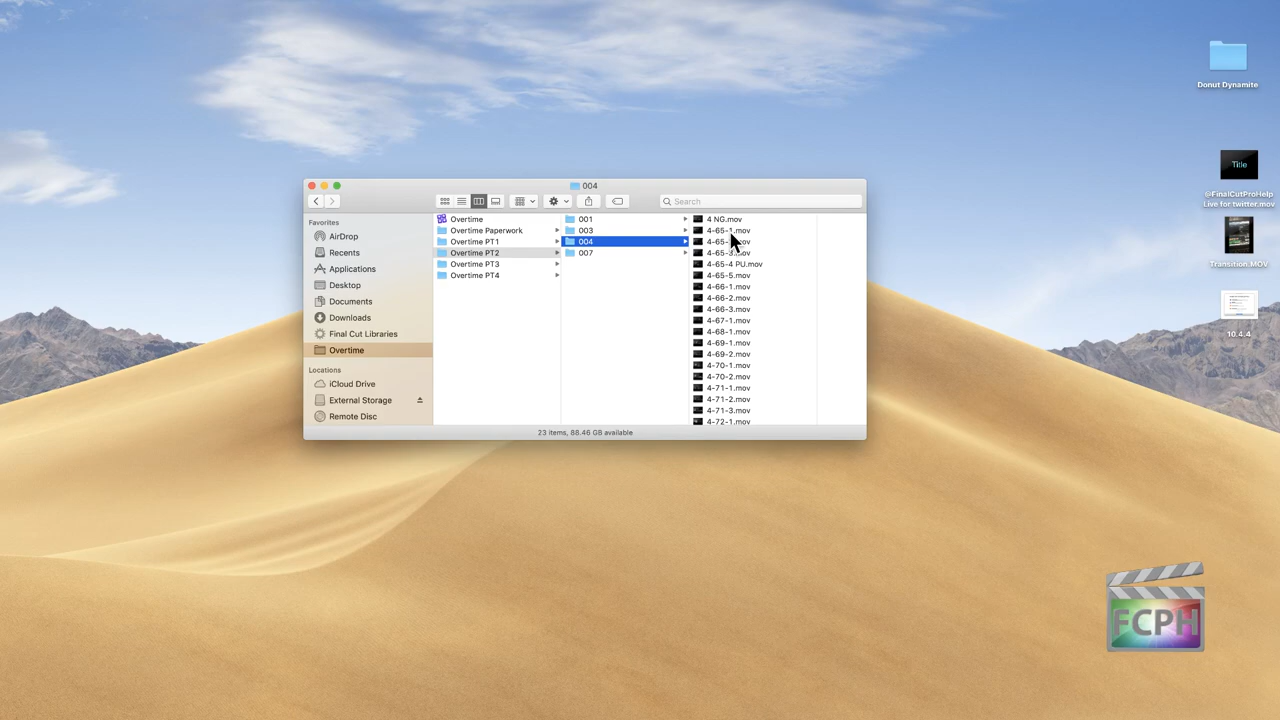 004
Search
Favorites
AirDrop
Recents
Applications
Desktop
Documents
Downloads
Final Cut Libraries
Overtime
Locations
iCloud Drive
External Storage
Remote Disc
Overtime
Overtime Paperwork
Overtime PT1
Overtime PT2
Overtime PT3
Overtime PT4
001
003
004
007
4 NG.mov
4-65-1.mov
4-65-
4-65-3.mov
4-65-4 PU.mov
4-65-5.mov
4-66-1.mov
4-66-2.mov
4-66-3.mov
4-67-1.mov
4-68-1.mov
4-69-1.mov
4-69-2.mov
4-70-1.mov
4-70-2.mov
4-71-1.mov
4-71-2.mov
4-71-3.mov
4-72-1.mov
23 items, 88.46 GB available
Donut Dynamite
Title
@FinalCutProHelp
Live for twitter.mov
Transition.MOV
10.4.4
FCPH